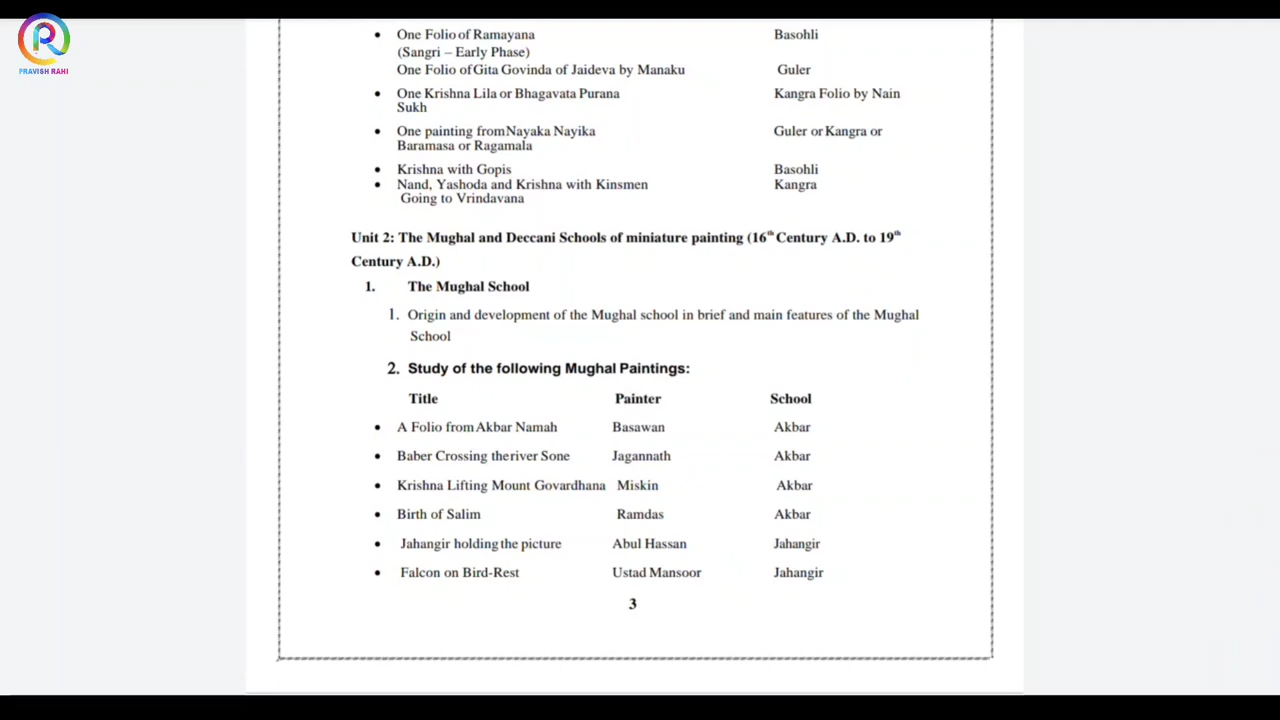 PRAVISH RAHI
• One Folio of Ramayana Basohli
(Sangri – Early Phase)
One Folio of Gita Govinda of Jaideva by Manaku Guler
• One Krishna Lila or Bhagavata Purana Kangra Folio by Nain
Sukh
• One painting from Nayaka Nayika Guler or Kangra or
Baramasa or Ragamala
• Krishna with Gopis Basohli
• Nand, Yashoda and Krishna with Kinsmen Kangra
Going to Vrindavana
Unit 2: The Mughal and Deccani Schools of miniature painting (16th Century A.D. to 19th
Century A.D.)
1. The Mughal School
1. Origin and development of the Mughal school in brief and main features of the Mughal
School
2. Study of the following Mughal Paintings:
Title Painter School
• A Folio from Akbar Namah Basawan Akbar
• Baber Crossing the river Sone Jagannath Akbar
• Krishna Lifting Mount Govardhana Miskin Akbar
• Birth of Salim Ramdas Akbar
• Jahangir holding the picture Abul Hassan Jahangir
• Falcon on Bird-Rest Ustad Mansoor Jahangir
3